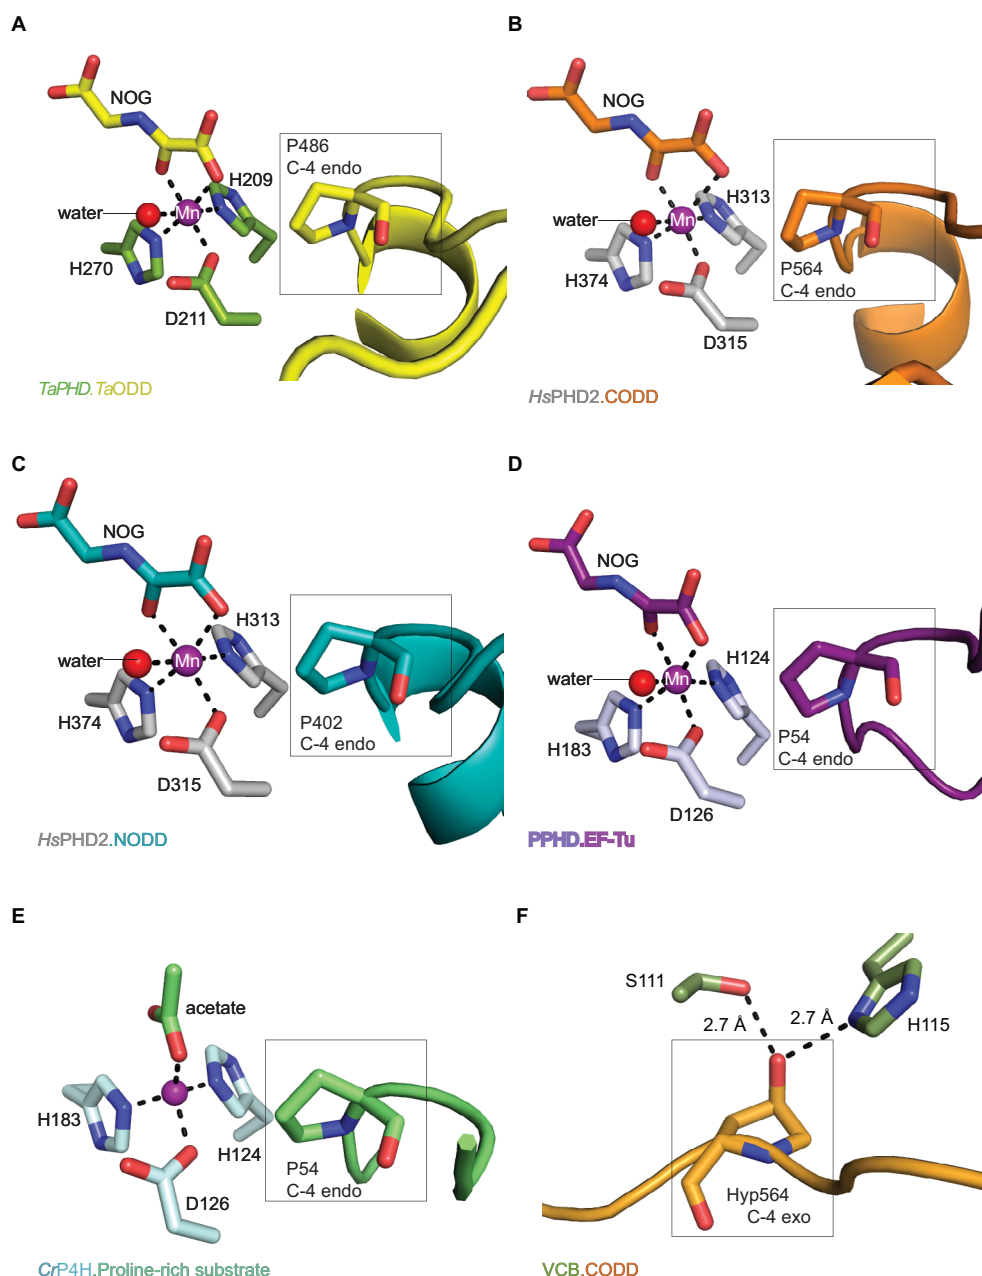 A
NOG
P486
C-4 endo
H209
water
Mn
H270
D211
TaPHD.TaODD
B
NOG
H313
water
Mn
H374
P564
C-4 endo
D315
HsPHD2.CODD
C
NOG
H313
water
Mn
H374
P402
C-4 endo
D315
HsPHD2.NODD
D
NOG
H124
water
Mn
H183
P54
C-4 endo
D126
PPHD.EF-Tu
E
acetate
H183
H124
P54
C-4 endo
D126
CrP4H.Proline-rich substrate
F
S111
2.7 Å
2.7 Å
H115
Hyp564
C-4 exo
VCB.CODD